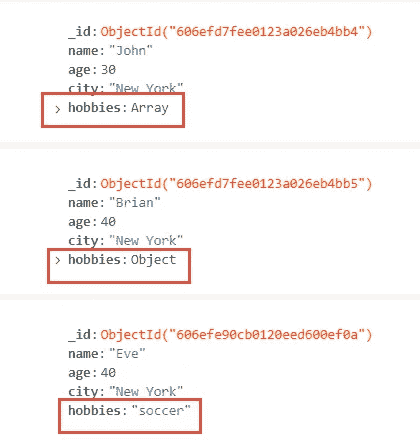 _id: ObjectId("606efd7fee0123a026eb4bb4")
name: "John"
age: 30
city: "New York"
> hobbies: Array
_id: ObjectId("606efd7fee0123a026eb4bb5")
name: "Brian"
age: 40
city: "New York"
> hobbies: Object
_id: ObjectId("606efe90cb0120eed600ef0a")
name: "Eve"
age: 40
city: "New York"
hobbies: "soccer"